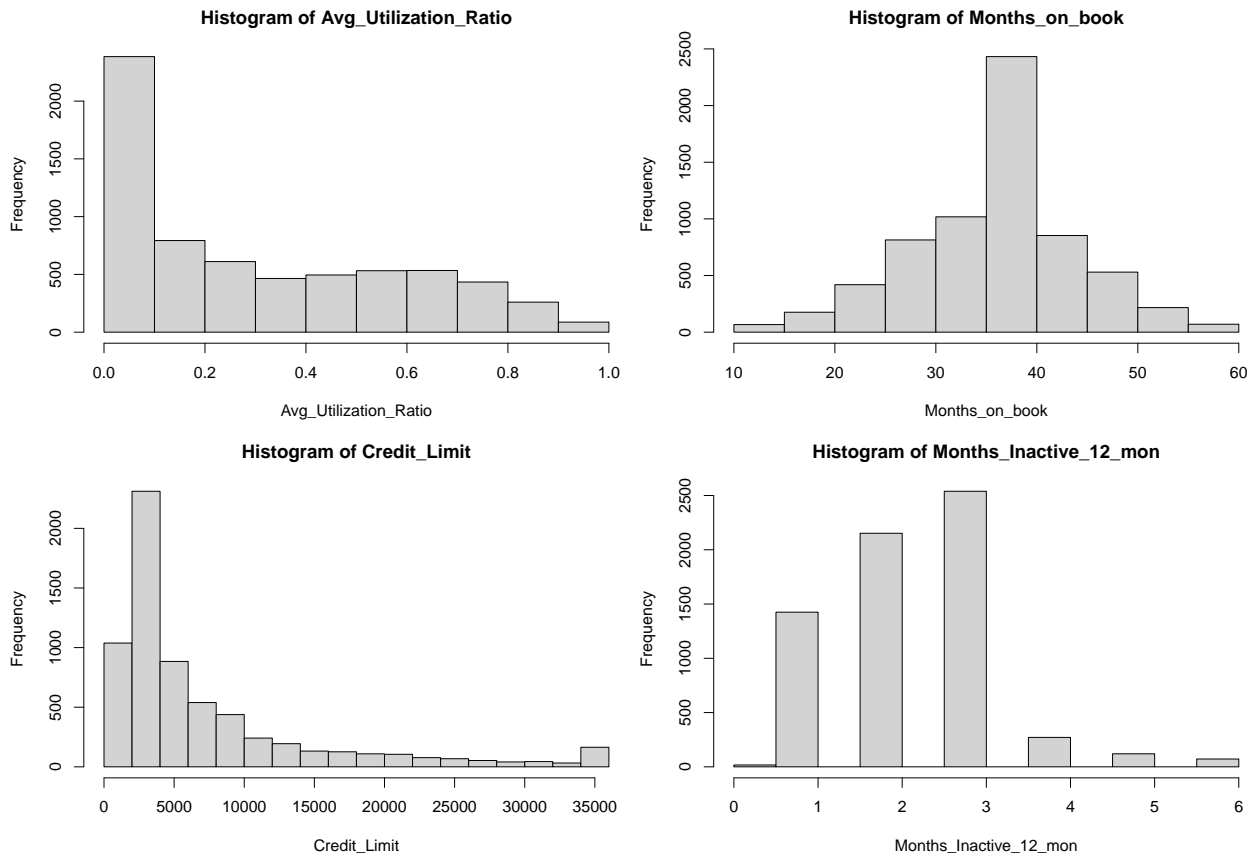 Histogram of Avg_Utilization_Ratio
Frequency
0 500 1000 1500 2000
0.0 0.2 0.4 0.6 0.8 1.0
Avg_Utilization_Ratio
Histogram of Months_on_book
Frequency
0 500 1000 1500 2000 2500
10 20 30 40 50 60
Months_on_book
Histogram of Credit_Limit
Frequency
0 500 1000 1500 2000
0 5000 10000 15000 20000 25000 30000 35000
Credit_Limit
Histogram of Months_Inactive_12_mon
Frequency
0 500 1000 1500 2000 2500
0 1 2 3 4 5 6
Months_Inactive_12_mon